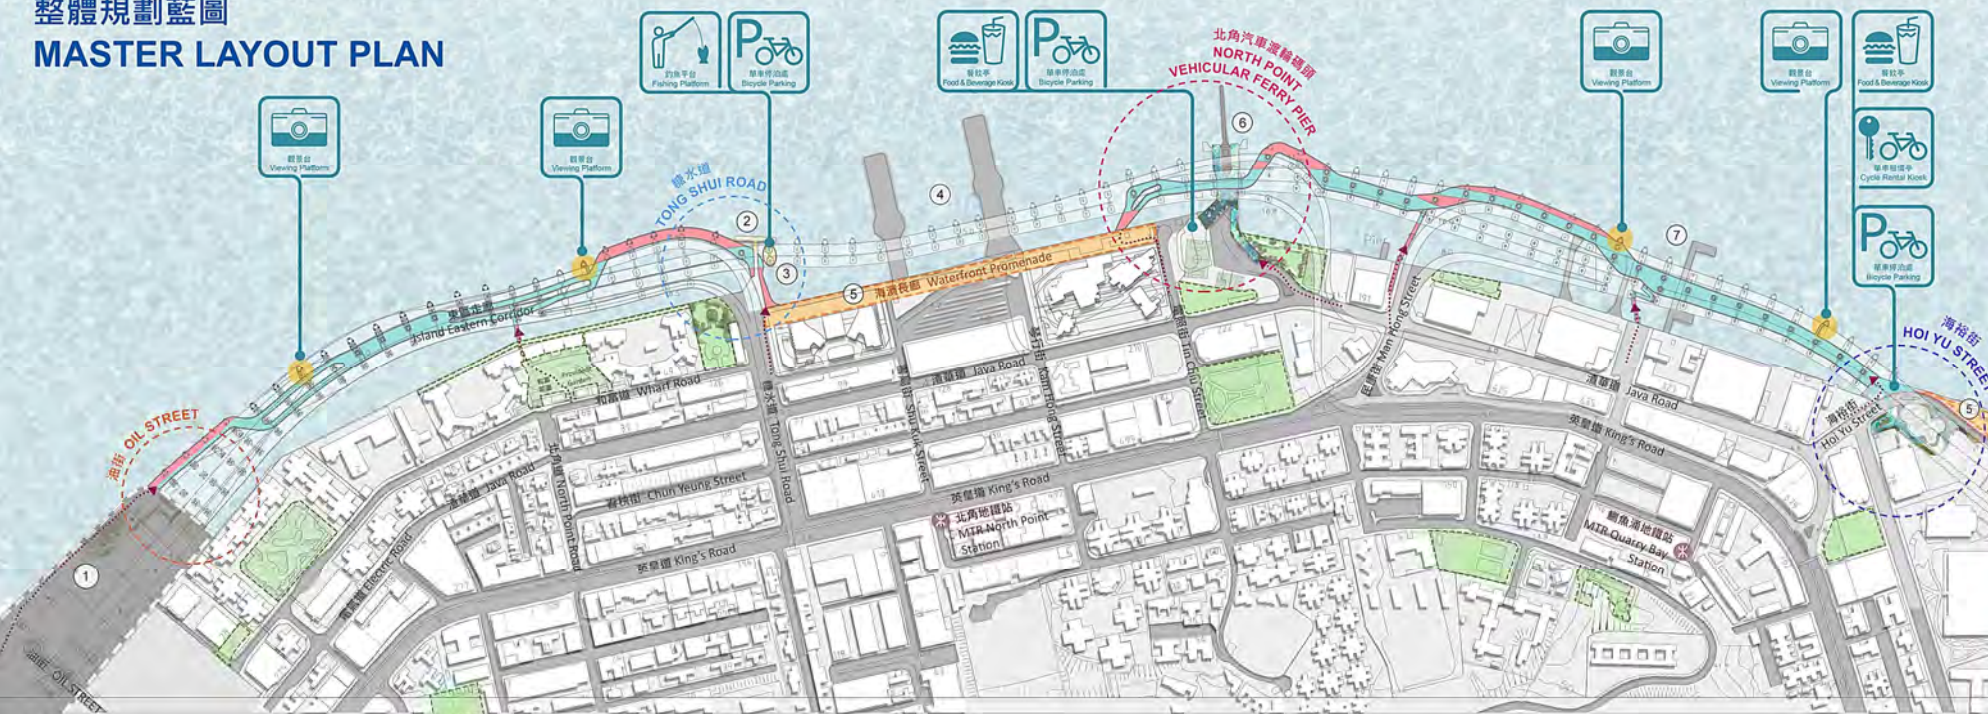 整體規劃藍圖
MASTER LAYOUT PLAN
觀景台
Viewing Platform
觀景台
Viewing Platform
釣魚平台
Fishing Platform
P
單車停泊處
Bicycle Parking
餐飲亭
Food & Beverage Kiosk
P
單車停泊處
Bicycle Parking
北角汽車渡輪碼頭
NORTH POINT
VEHICULAR FERRY PIER
觀景台
Viewing Platform
觀景台
Viewing Platform
餐飲亭
Food & Beverage Kiosk
單車租借亭
Cycle Rental Kiosk
P
單車停泊處
Bicycle Parking
糖水道
TONG SHUI ROAD
油街 OIL STREET
海裕街
HOI YU STREET
1
2
3
4
5
6
7
5
東區走廊
Island Eastern Corridor
海濱長廊 Waterfront Promenade
和富道 Wharf Road
渣華道 Java Road
渣華道 Java Road
渣華道 Java Road
北角道 North Point Road
春秧街 Chun Yeung Street
糖水道 Tong Shui Road
書局街 Shu Kuk Street
琴行街 Kam Hong Street
電照街 Tin Chiu Street
民康街 Man Hong Street
英皇道 King's Road
英皇道 King's Road
英皇道 King's Road
電氣道 Electric Road
北角地鐵站
MTR North Point
Station
鰂魚涌地鐵站
MTR Quarry Bay
Station
海裕街
Hoi Yu Street
油街 OIL STREET